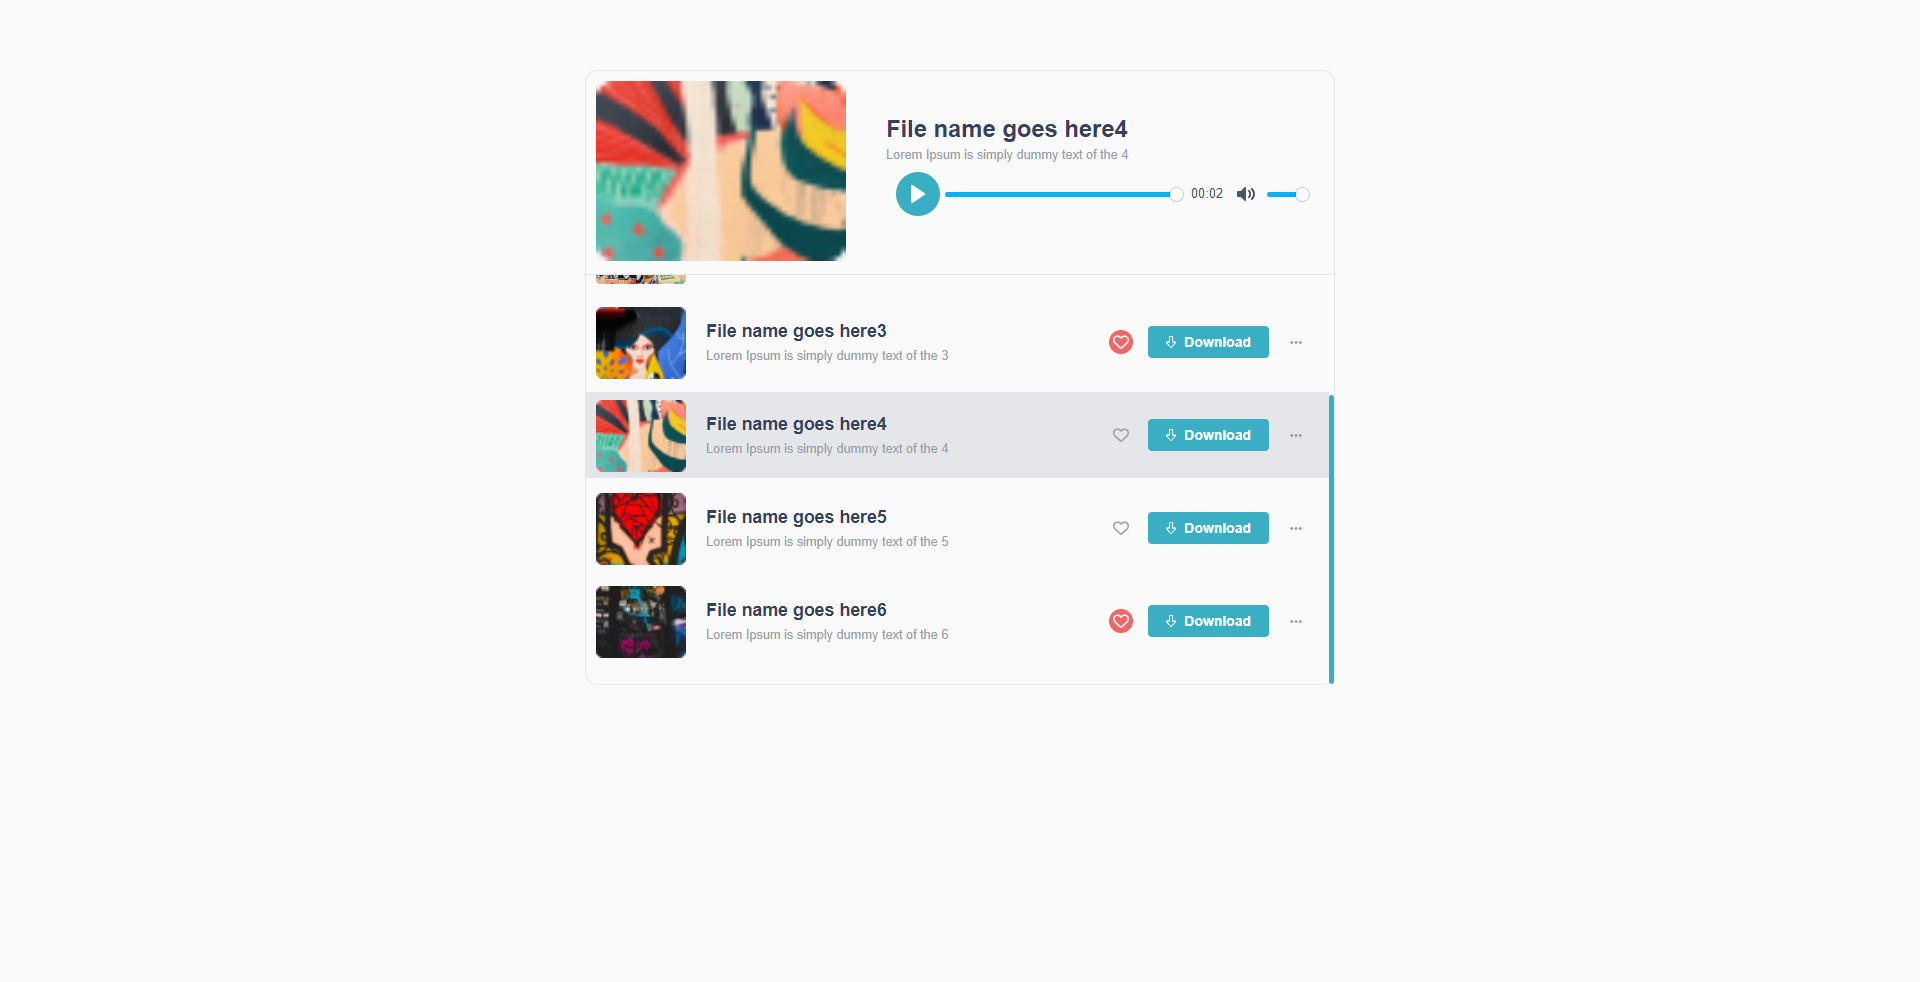 File name goes here4
Lorem Ipsum is simply dummy text of the 4
00:02
File name goes here3
Lorem Ipsum is simply dummy text of the 3
Download
File name goes here4
Lorem Ipsum is simply dummy text of the 4
Download
File name goes here5
Lorem Ipsum is simply dummy text of the 5
Download
File name goes here6
Lorem Ipsum is simply dummy text of the 6
Download